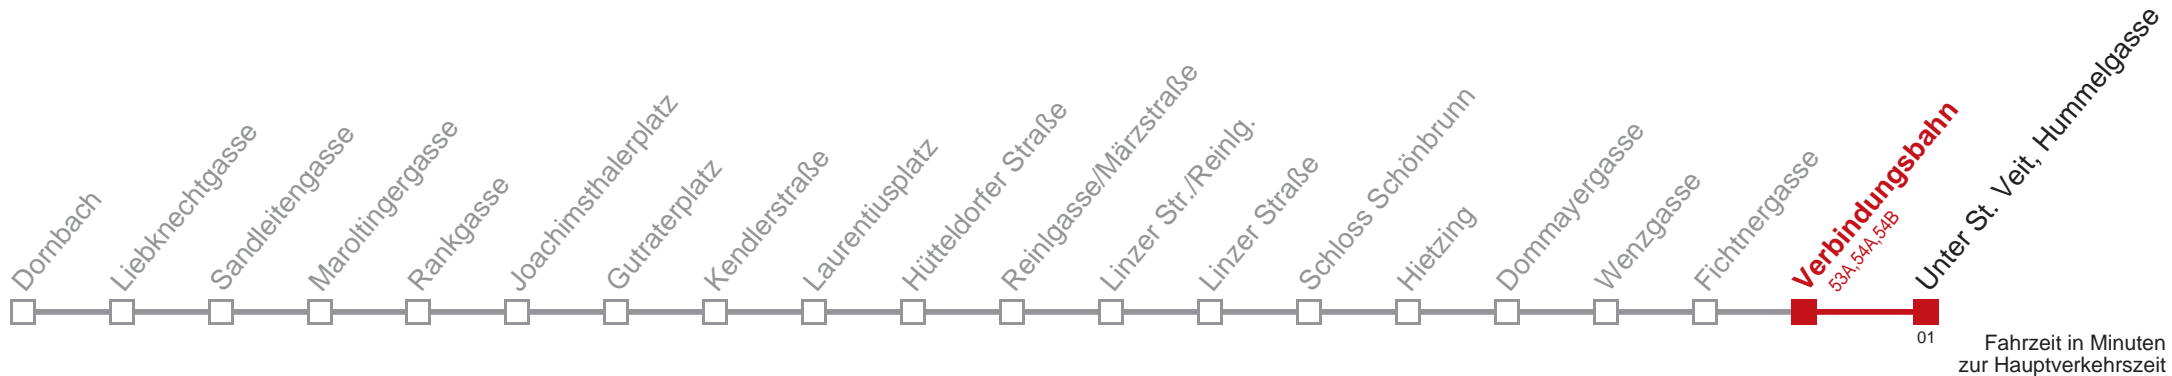 Dornbach
Liebknechtgasse
Sandleitengasse
Maroltingergasse
Rankgasse
Joachimsthalerplatz
Gutraterplatz
Kendlerstraße
Laurentiusplatz
Hütteldorfer Straße
Reinlgasse/Märzstraße
Linzer Str./Reinlg.
Linzer Straße
Schloss Schönbrunn
Hietzing
Dommayergasse
Wenzgasse
Fichtnergasse
Verbindungsbahn
53A,54A,54B
Unter St. Veit, Hummelgasse
01
Fahrzeit in Minuten
zur Hauptverkehrszeit